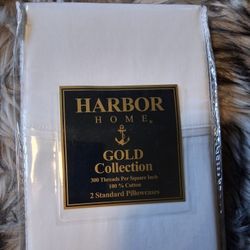 HARBOR
HOME®
GOLD
Collection
300 Threads Per Square Inch
100 % Cotton
2 Standard Pillowcases